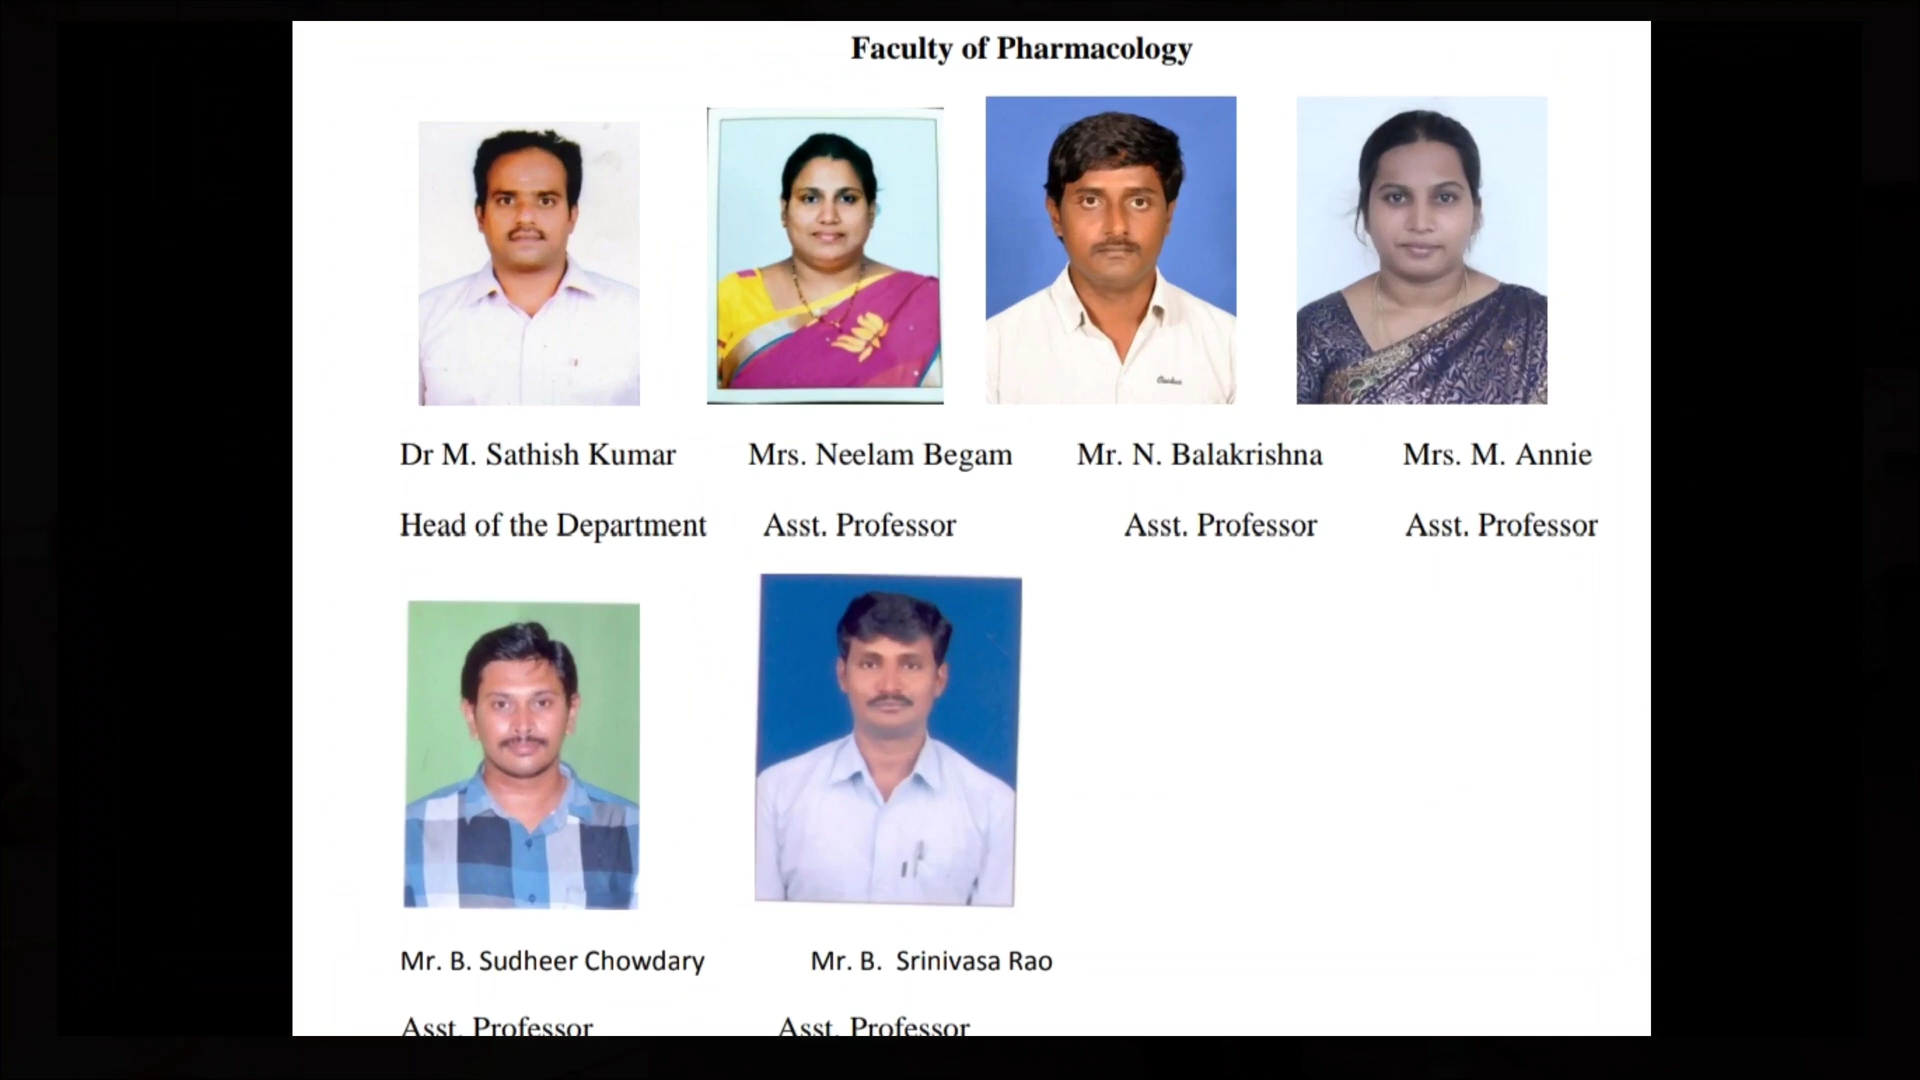 Faculty of Pharmacology
Dr M. Sathish Kumar Mrs. Neelam Begam Mr. N. Balakrishna Mrs. M. Annie
Head of the Department Asst. Professor Asst. Professor Asst. Professor
Mr. B. Sudheer Chowdary Mr. B. Srinivasa Rao
Asst. Professor Asst. Professor